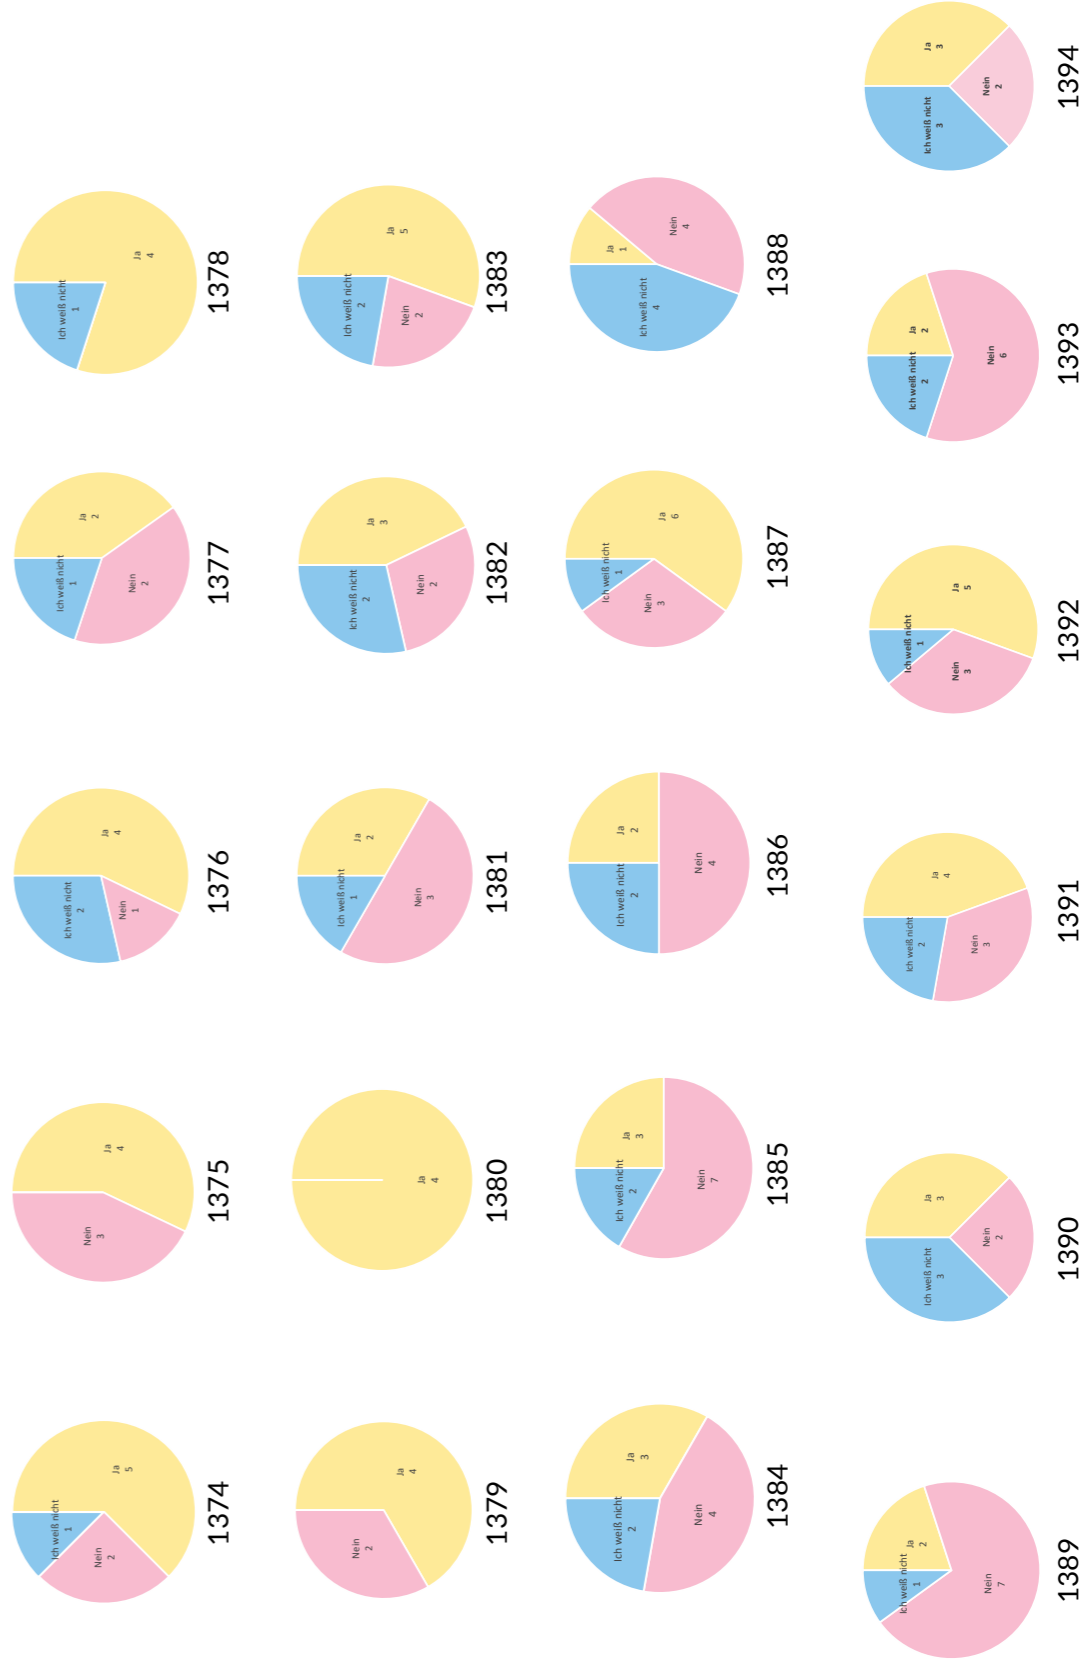 Ich weiß nicht
1
Ja
5
Nein
2
1374
Ja
4
Nein
3
1375
Ich weiß nicht
2
Ja
4
Nein
1
1376
Ich weiß nicht
1
Ja
2
Nein
2
1377
Ich weiß nicht
1
Ja
4
1378
Nein
2
Ja
4
1379
Ja
4
1380
Ich weiß nicht
1
Ja
2
Nein
3
1381
Ich weiß nicht
2
Ja
3
Nein
2
1382
Ich weiß nicht
2
Ja
5
Nein
2
1383
Ich weiß nicht
2
Ja
3
Nein
4
1384
Ich weiß nicht
2
Ja
3
Nein
7
1385
Ich weiß nicht
2
Ja
2
Nein
4
1386
Ich weiß nicht
1
Ja
6
Nein
3
1387
Ich weiß nicht
4
Ja
1
Nein
4
1388
Ich weiß nicht
1
Ja
2
Nein
7
1389
Ich weiß nicht
3
Ja
3
Nein
2
1390
Ich weiß nicht
2
Ja
4
Nein
3
1391
Ich weiß nicht
1
Ja
5
Nein
3
1392
Ich weiß nicht
2
Ja
2
Nein
6
1393
Ich weiß nicht
3
Ja
3
Nein
2
1394